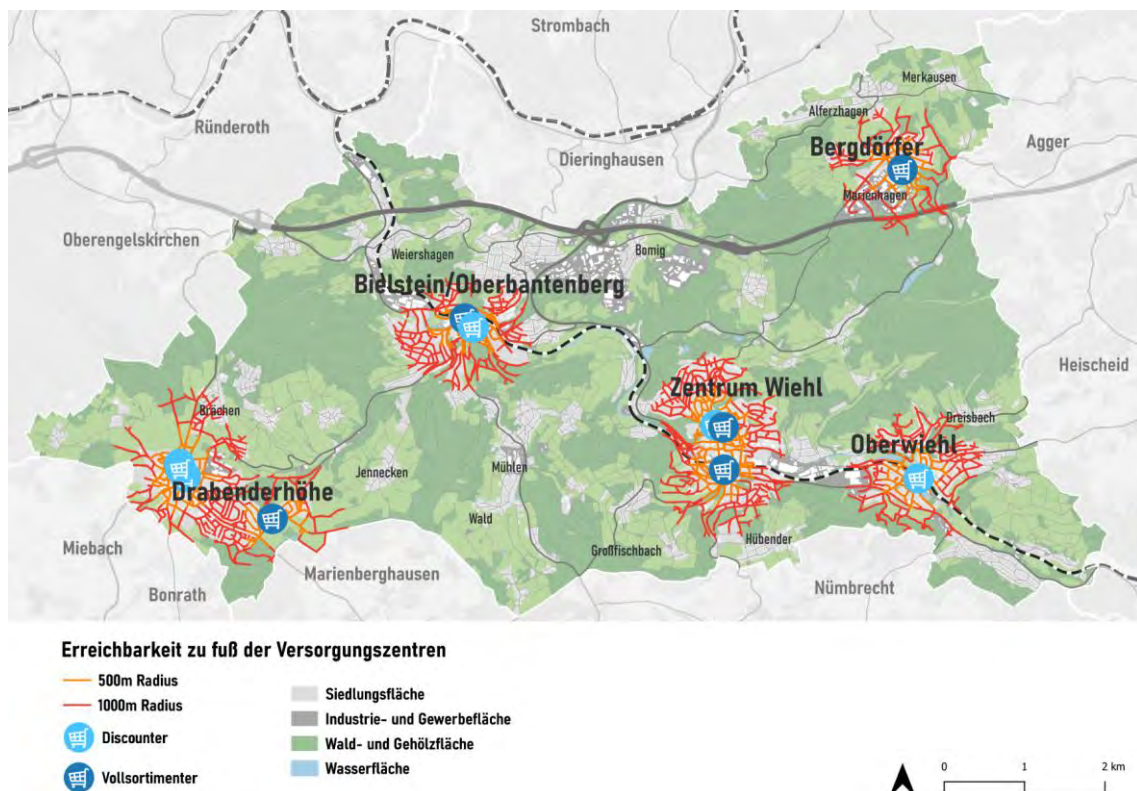 Strombach
Merkausen
Alferzhagen
Ründeroth
Agger
Bergdörfer
Dieringhausen
Marienhagen
Oberengelskirchen
Weiershagen
Bomig
Bielstein/Oberbantenberg
Heischeid
Zentrum Wiehl
Brächen
Dreisbach
Oberwiehl
Mühlen
Jennecken
Drabenderhöhe
Wald
Hübender
Großfischbach
Miebach
Marienberghausen
Nümbrecht
Bonrath
Erreichbarkeit zu fuß der Versorgungszentren
500m Radius
1000m Radius
Discounter
Vollsortimenter
Siedlungsfläche
Industrie- und Gewerbefläche
Wald- und Gehölzfläche
Wasserfläche
0 1 2 km